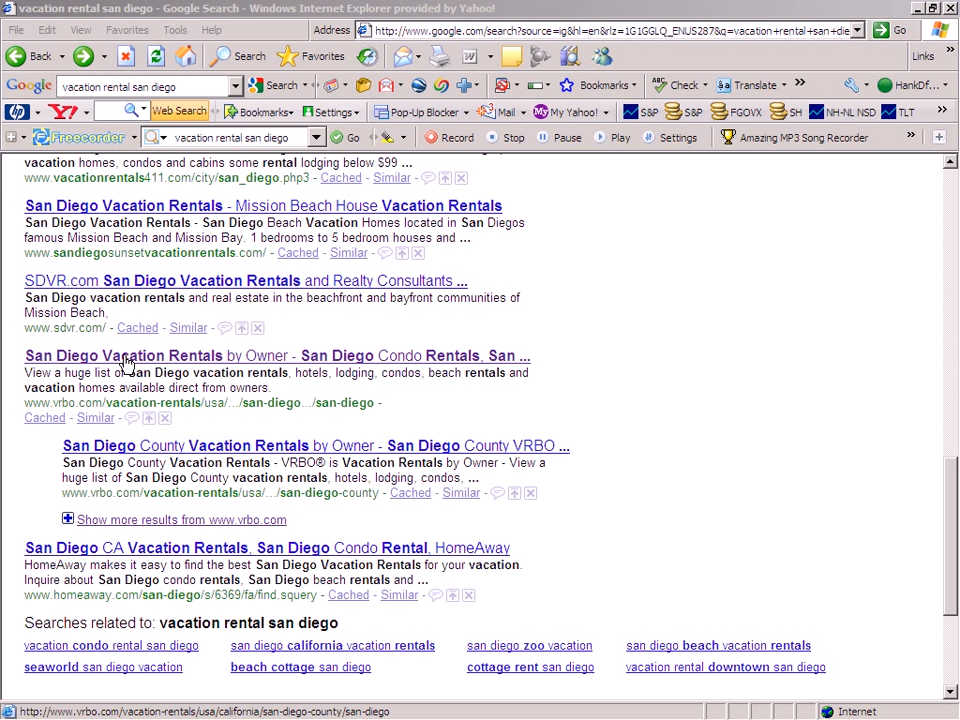 vacation rental san diego - Google Search - Windows Internet Explorer provided by Yahoo!
File Edit View Favorites Tools Help Address http://www.google.com/search?source=ig&hl=en&rlz=1G1GGLQ_ENUS287&q=vacation+rental+san+die Go
Back Search Favorites Links
Google vacation rental san diego Search Bookmarks Check Translate HankDf...
hp Y! Web Search Bookmarks Settings Pop-Up Blocker Mail My Yahoo! S&P S&P FGOVX SH NH-NL NSD TLT
Freecorder vacation rental san diego Go Record Stop Pause Play Settings Amazing MP3 Song Recorder
vacation homes, condos and cabins some rental lodging below $99 ...
www.vacationrentals411.com/city/san_diego.php3 - Cached - Similar -
San Diego Vacation Rentals - Mission Beach House Vacation Rentals
San Diego Vacation Rentals - San Diego Beach Vacation Homes located in San Diegos
famous Mission Beach and Mission Bay. 1 bedrooms to 5 bedroom houses and ...
www.sandiegosunsetvacationrentals.com/ - Cached - Similar -
SDVR.com San Diego Vacation Rentals and Realty Consultants ...
San Diego vacation rentals and real estate in the beachfront and bayfront communities of
Mission Beach,
www.sdvr.com/ - Cached - Similar -
San Diego Vacation Rentals by Owner - San Diego Condo Rentals, San ...
View a huge list of San Diego vacation rentals, hotels, lodging, condos, beach rentals and
vacation homes available direct from owners.
www.vrbo.com/vacation-rentals/usa/.../san-diego.../san-diego -
Cached - Similar -
San Diego County Vacation Rentals by Owner - San Diego County VRBO ...
San Diego County Vacation Rentals - VRBO® is Vacation Rentals by Owner - View a
huge list of San Diego County vacation rentals, hotels, lodging, condos, ...
www.vrbo.com/vacation-rentals/usa/.../san-diego-county - Cached - Similar -
Show more results from www.vrbo.com
San Diego CA Vacation Rentals, San Diego Condo Rental, HomeAway
HomeAway makes it easy to find the best San Diego Vacation Rentals for your vacation.
Inquire about San Diego condo rentals, San Diego beach rentals and ...
www.homeaway.com/san-diego/s/6369/fa/find.squery - Cached - Similar -
Searches related to: vacation rental san diego
vacation condo rental san diego san diego california vacation rentals san diego zoo vacation san diego beach vacation rentals
seaworld san diego vacation beach cottage san diego cottage rent san diego vacation rental downtown san diego
http://www.vrbo.com/vacation-rentals/usa/california/san-diego-county/san-diego Internet